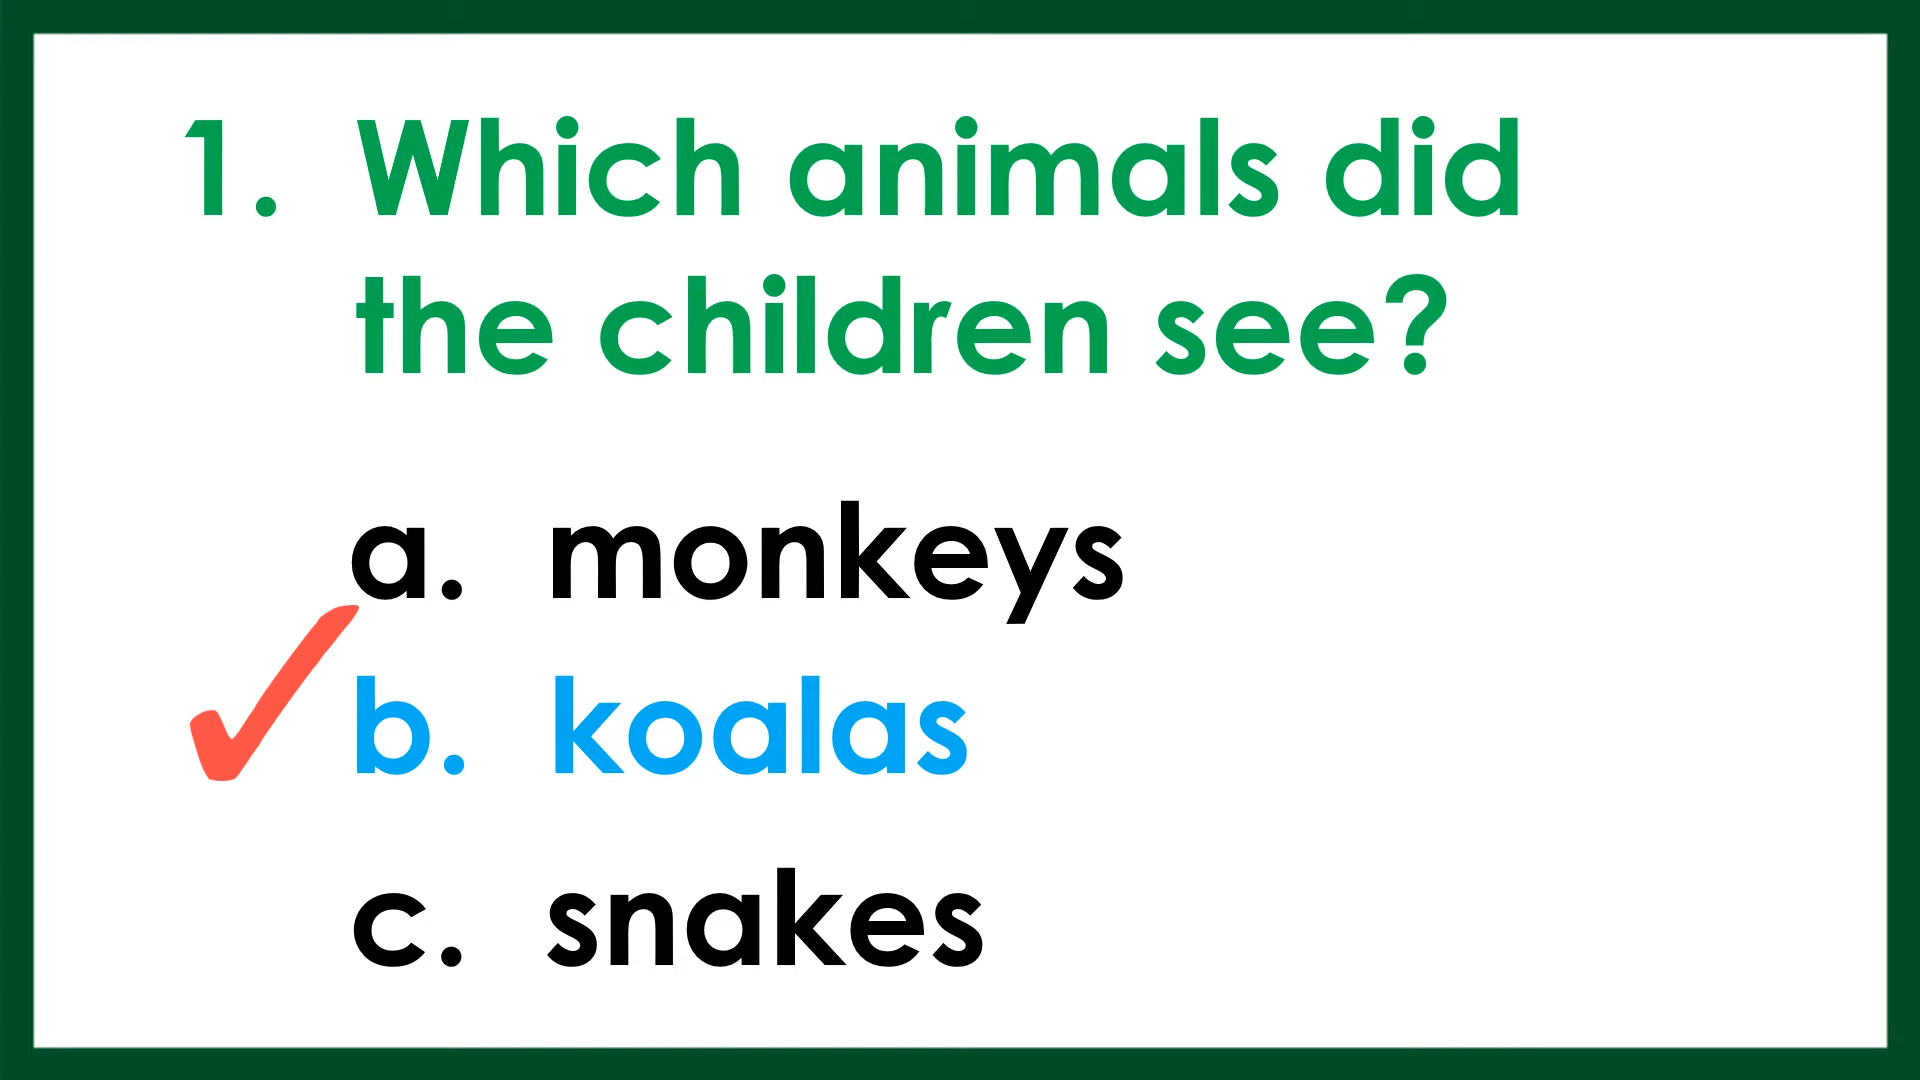 1. Which animals did
the children see?
a. monkeys
b. koalas
c. snakes